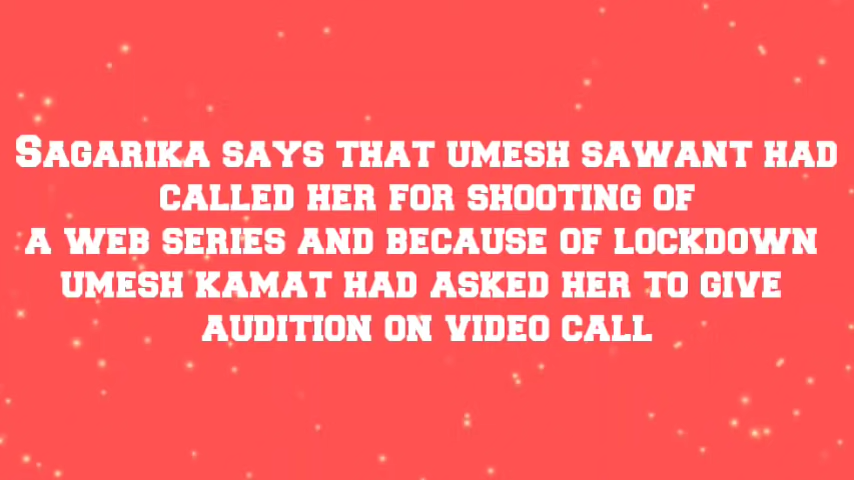 Sagarika says that umesh sawant had
called her for shooting of
a web series and because of lockdown
umesh kamat had asked her to give
audition on video call